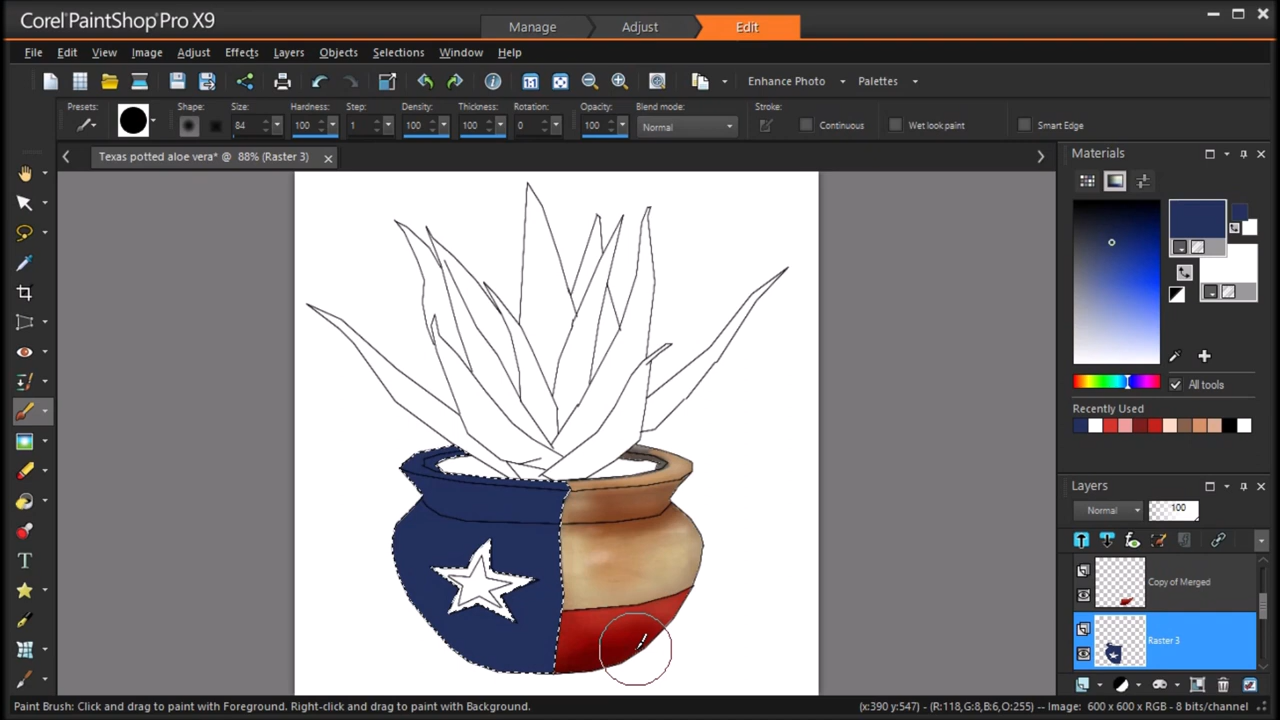 Corel® PaintShop® Pro X9
Manage
Adjust
Edit
File Edit View Image Adjust Effects Layers Objects Collections Selections Window Help
1:1
Enhance Photo
Palettes
Presets:
Shape:
Size:
Hardness:
Step:
Density:
Thickness:
Rotation:
Opacity:
Blend mode:
Stroke:
84
100
1
100
100
0
100
Normal
Continuous
Wet look paint
Smart Edge
Texas potted aloe vera* @ 88% (Raster 3)
Materials
All tools
Recently Used
Layers
Normal
100
Copy of Merged
Raster 3
Paint Brush: Click and drag to paint with Foreground. Right-click and drag to paint with Background.
(x:390 y:547) - (R:118,G:8,B:6,O:255) -- Image: 600 x 600 x RGB - 8 bits/channel